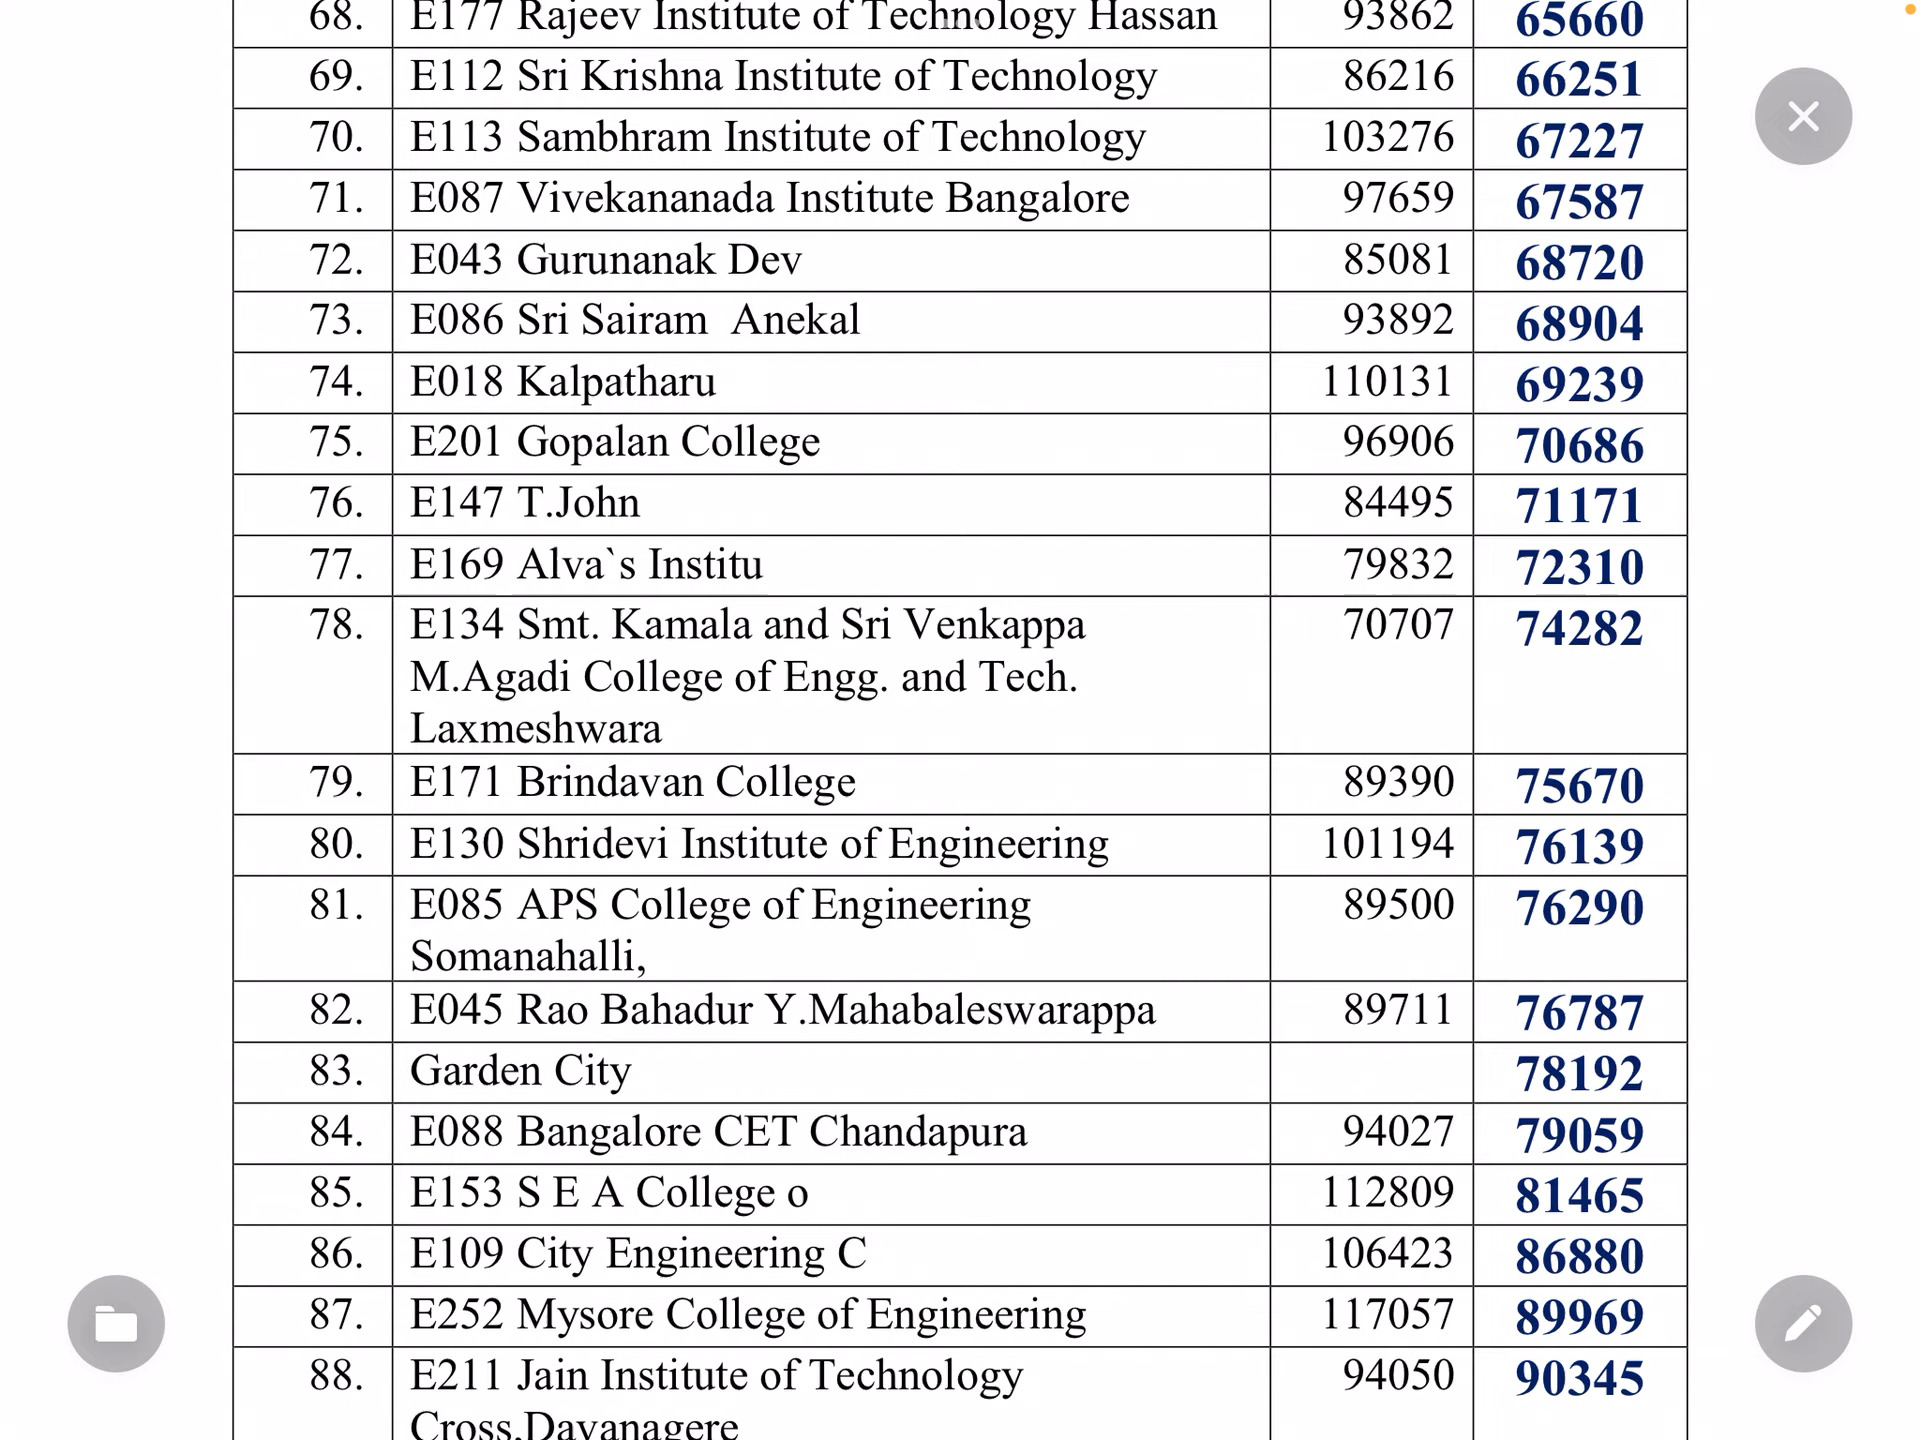 68. E177 Rajeev Institute of Technology Hassan 93862 65660
69. E112 Sri Krishna Institute of Technology 86216 66251
70. E113 Sambhram Institute of Technology 103276 67227
71. E087 Vivekananada Institute Bangalore 97659 67587
72. E043 Gurunanak Dev 85081 68720
73. E086 Sri Sairam  Anekal 93892 68904
74. E018 Kalpatharu 110131 69239
75. E201 Gopalan College 96906 70686
76. E147 T.John 84495 71171
77. E169 Alva`s Institu 79832 72310
78. E134 Smt. Kamala and Sri Venkappa 70707 74282
M.Agadi College of Engg. and Tech.
Laxmeshwara
79. E171 Brindavan College 89390 75670
80. E130 Shridevi Institute of Engineering 101194 76139
81. E085 APS College of Engineering 89500 76290
Somanahalli,
82. E045 Rao Bahadur Y.Mahabaleswarappa 89711 76787
83. Garden City 78192
84. E088 Bangalore CET Chandapura 94027 79059
85. E153 S E A College o 112809 81465
86. E109 City Engineering C 106423 86880
87. E252 Mysore College of Engineering 117057 89969
88. E211 Jain Institute of Technology 94050 90345
Cross,Davanagere